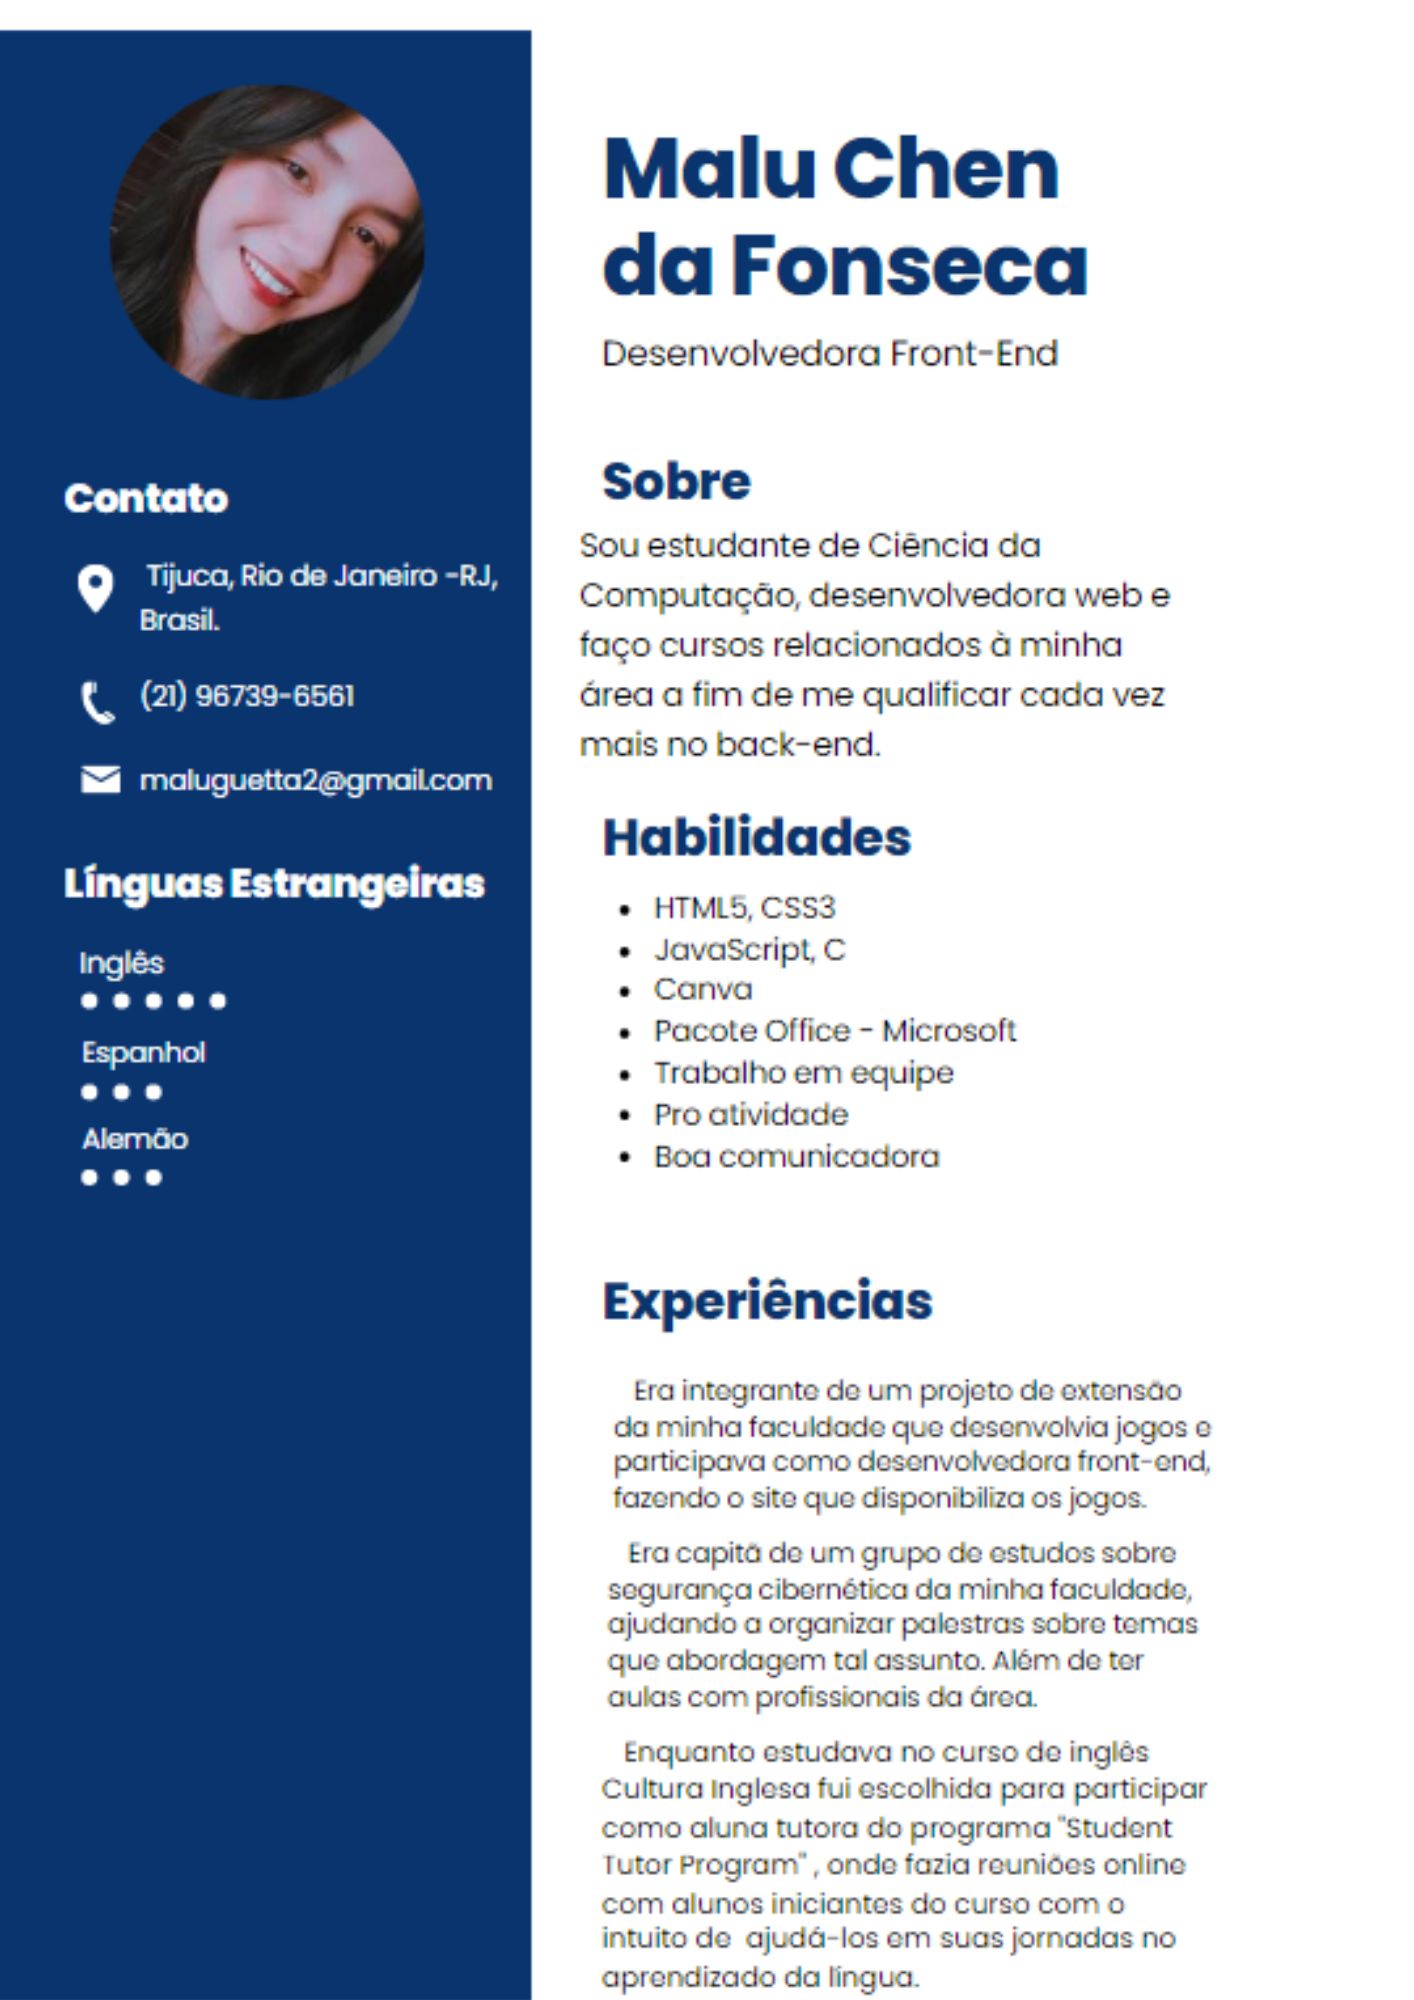 Malu Chen
da Fonseca
Desenvolvedora Front-End
Contato
Tijuca, Rio de Janeiro -RJ,
Brasil.
(21) 96739-6561
maluguetta2@gmail.com
Línguas Estrangeiras
Inglês
Espanhol
Alemão
Sobre
Sou estudante de Ciência da
Computação, desenvolvedora web e
faço cursos relacionados à minha
área a fim de me qualificar cada vez
mais no back-end.
Habilidades
• HTML5, CSS3
• JavaScript, C
• Canva
• Pacote Office - Microsoft
• Trabalho em equipe
• Pro atividade
• Boa comunicadora
Experiências
Era integrante de um projeto de extensão
da minha faculdade que desenvolvia jogos e
participava como desenvolvedora front-end,
fazendo o site que disponibiliza os jogos.
Era capitã de um grupo de estudos sobre
segurança cibernética da minha faculdade,
ajudando a organizar palestras sobre temas
que abordagem tal assunto. Além de ter
aulas com profissionais da área.
Enquanto estudava no curso de inglês
Cultura Inglesa fui escolhida para participar
como aluna tutora do programa "Student
Tutor Program" , onde fazia reuniões online
com alunos iniciantes do curso com o
intuito de  ajudá-los em suas jornadas no
aprendizado da língua.